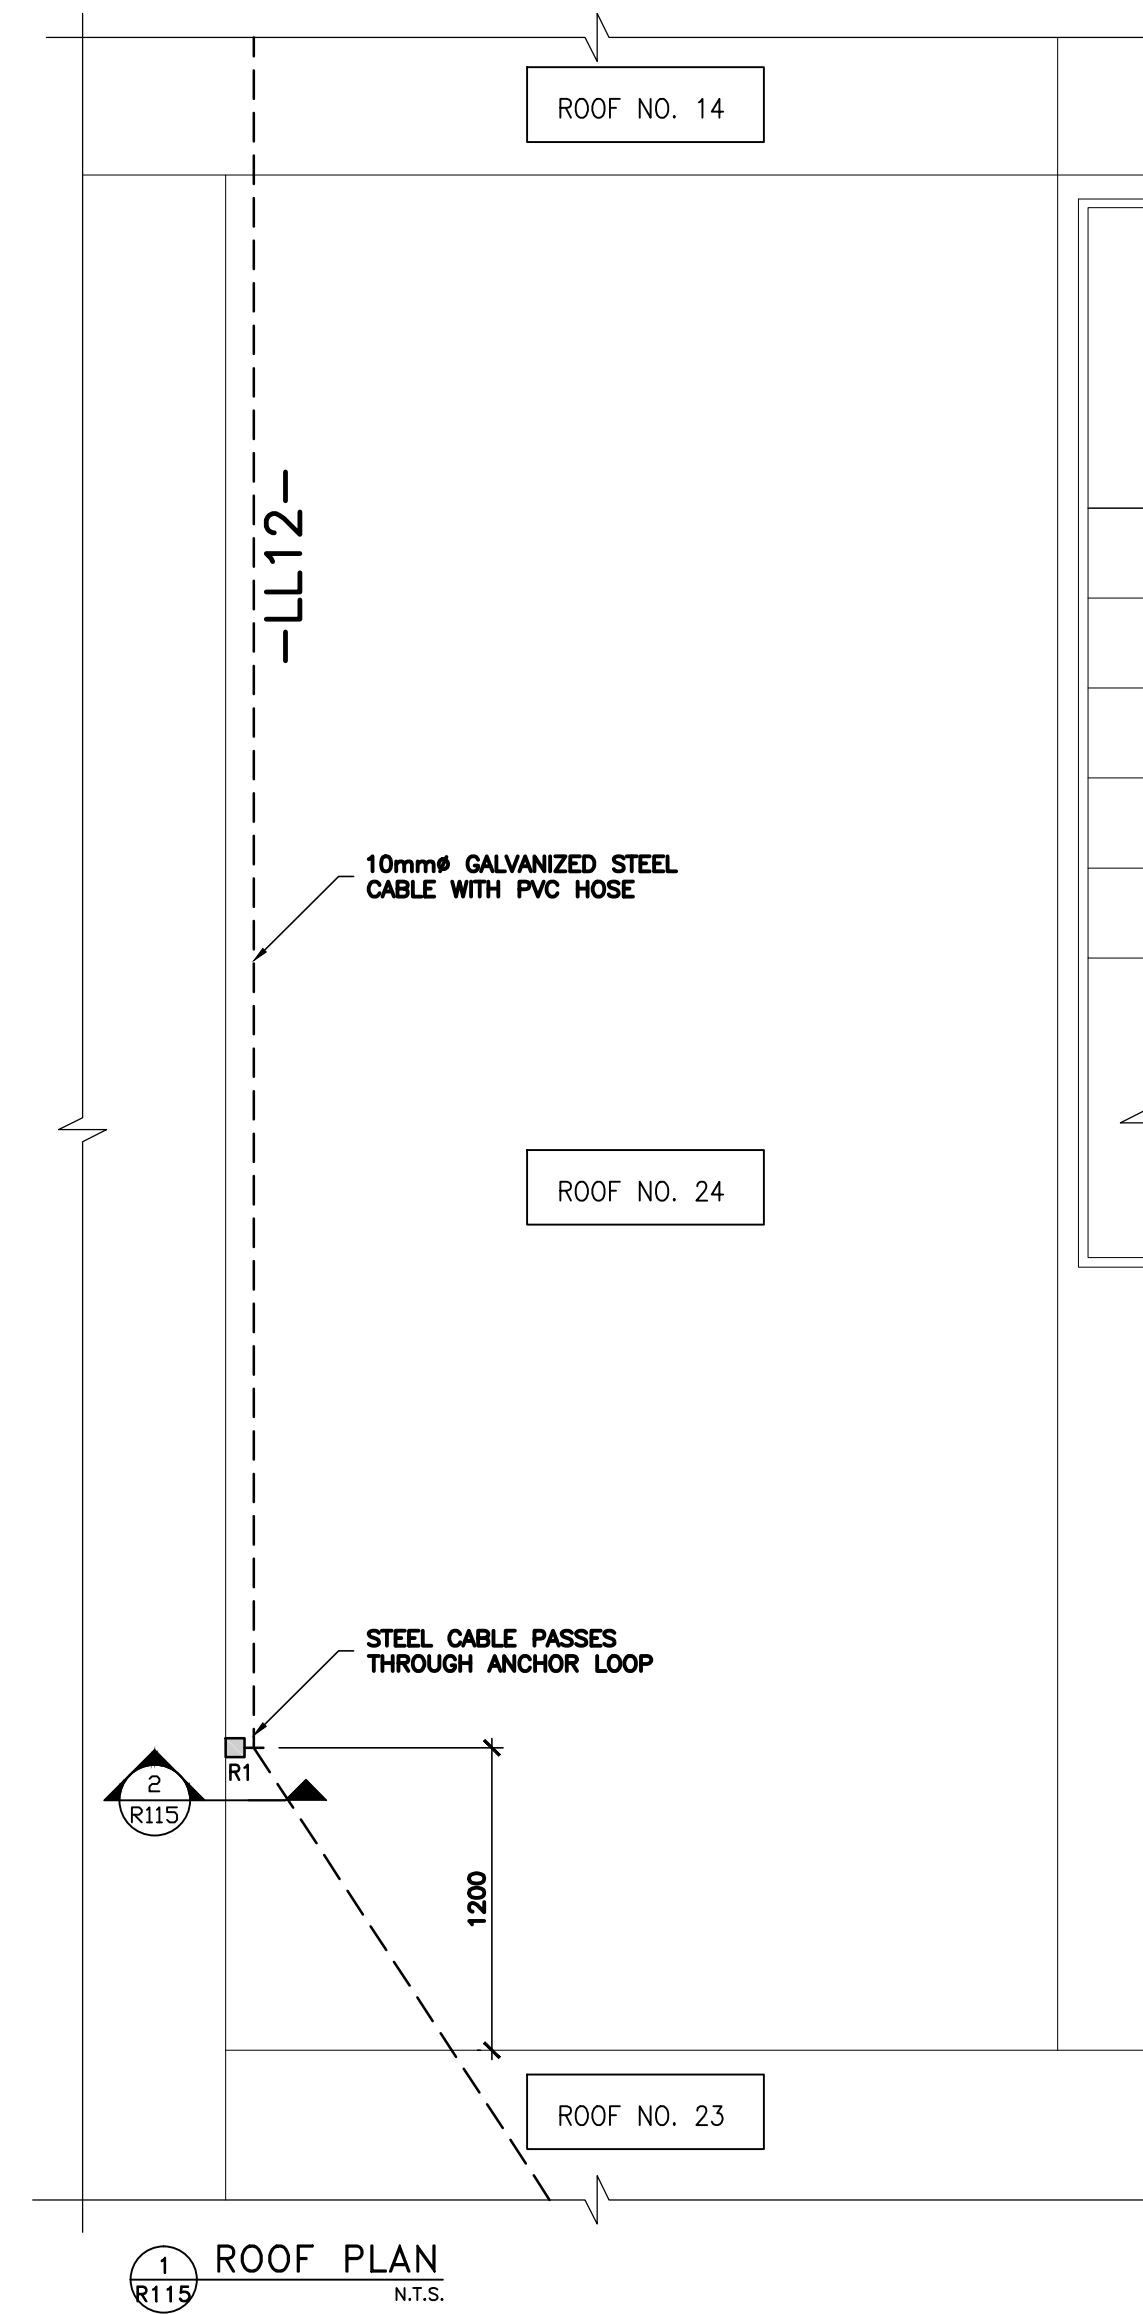 ROOF NO. 14
-LL12-
10mmø GALVANIZED STEEL
CABLE WITH PVC HOSE
ROOF NO. 24
STEEL CABLE PASSES
THROUGH ANCHOR LOOP
R1
2
R115
1200
ROOF NO. 23
1
R115
ROOF PLAN
N.T.S.